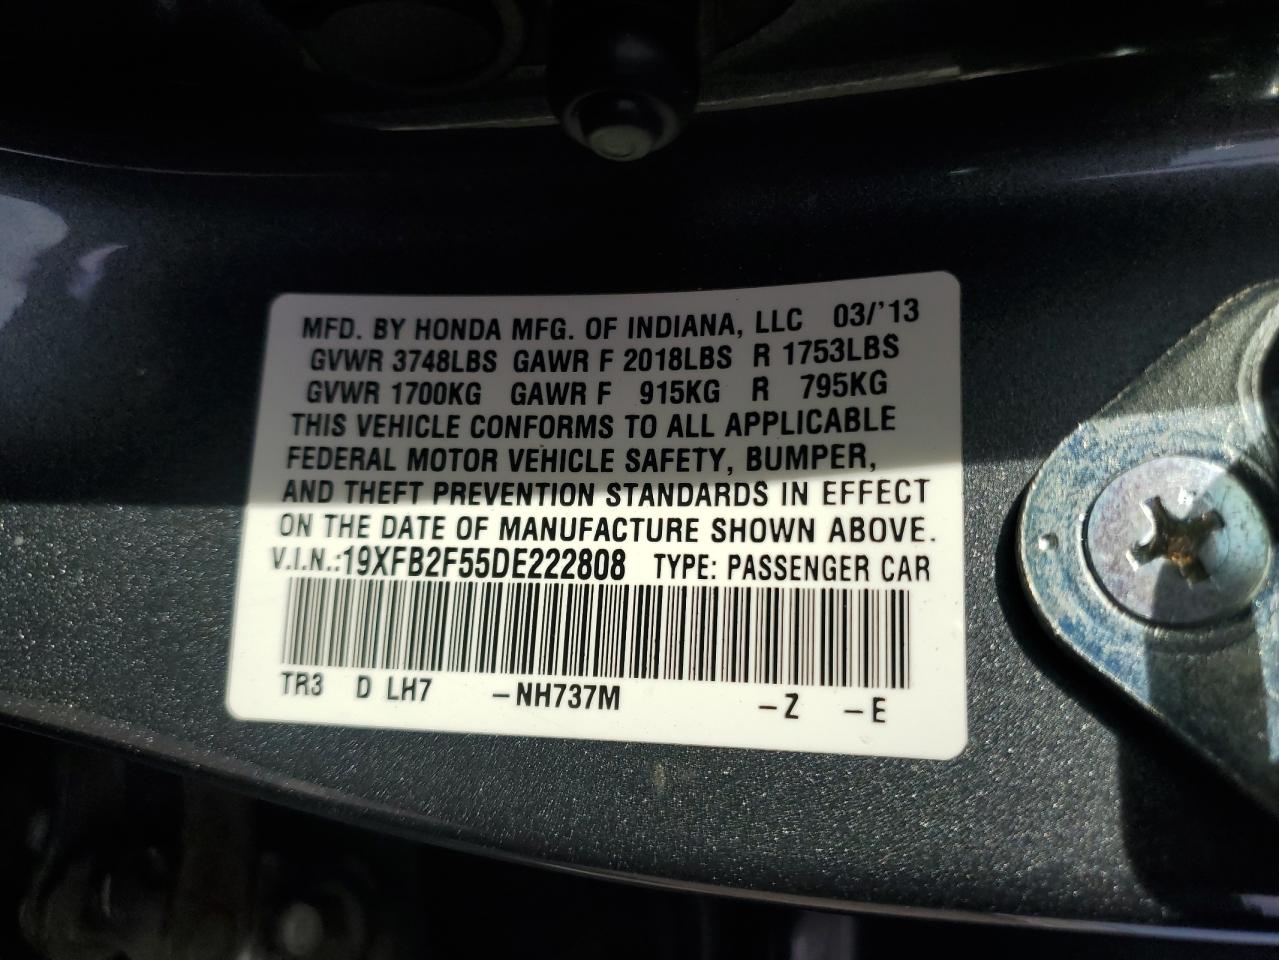 MFD. BY HONDA MFG. OF INDIANA, LLC 03/'13
GVWR 3748LBS GAWR F 2018LBS R 1753LBS
GVWR 1700KG GAWR F 915KG R 795KG
THIS VEHICLE CONFORMS TO ALL APPLICABLE
FEDERAL MOTOR VEHICLE SAFETY, BUMPER,
AND THEFT PREVENTION STANDARDS IN EFFECT
ON THE DATE OF MANUFACTURE SHOWN ABOVE.
V.I.N.:19XFB2F55DE222808 TYPE: PASSENGER CAR
TR3 D LH7 –NH737M –Z –E